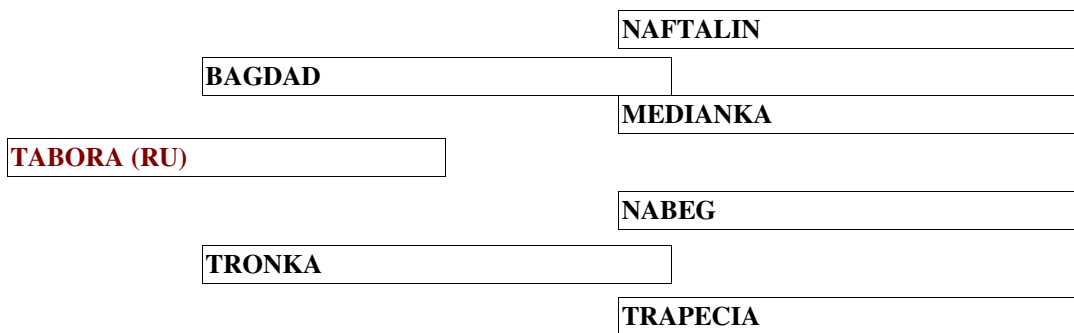 NAFTALIN
BAGDAD
MEDIANKA
TABORA (RU)
NABEG
TRONKA
TRAPECIA